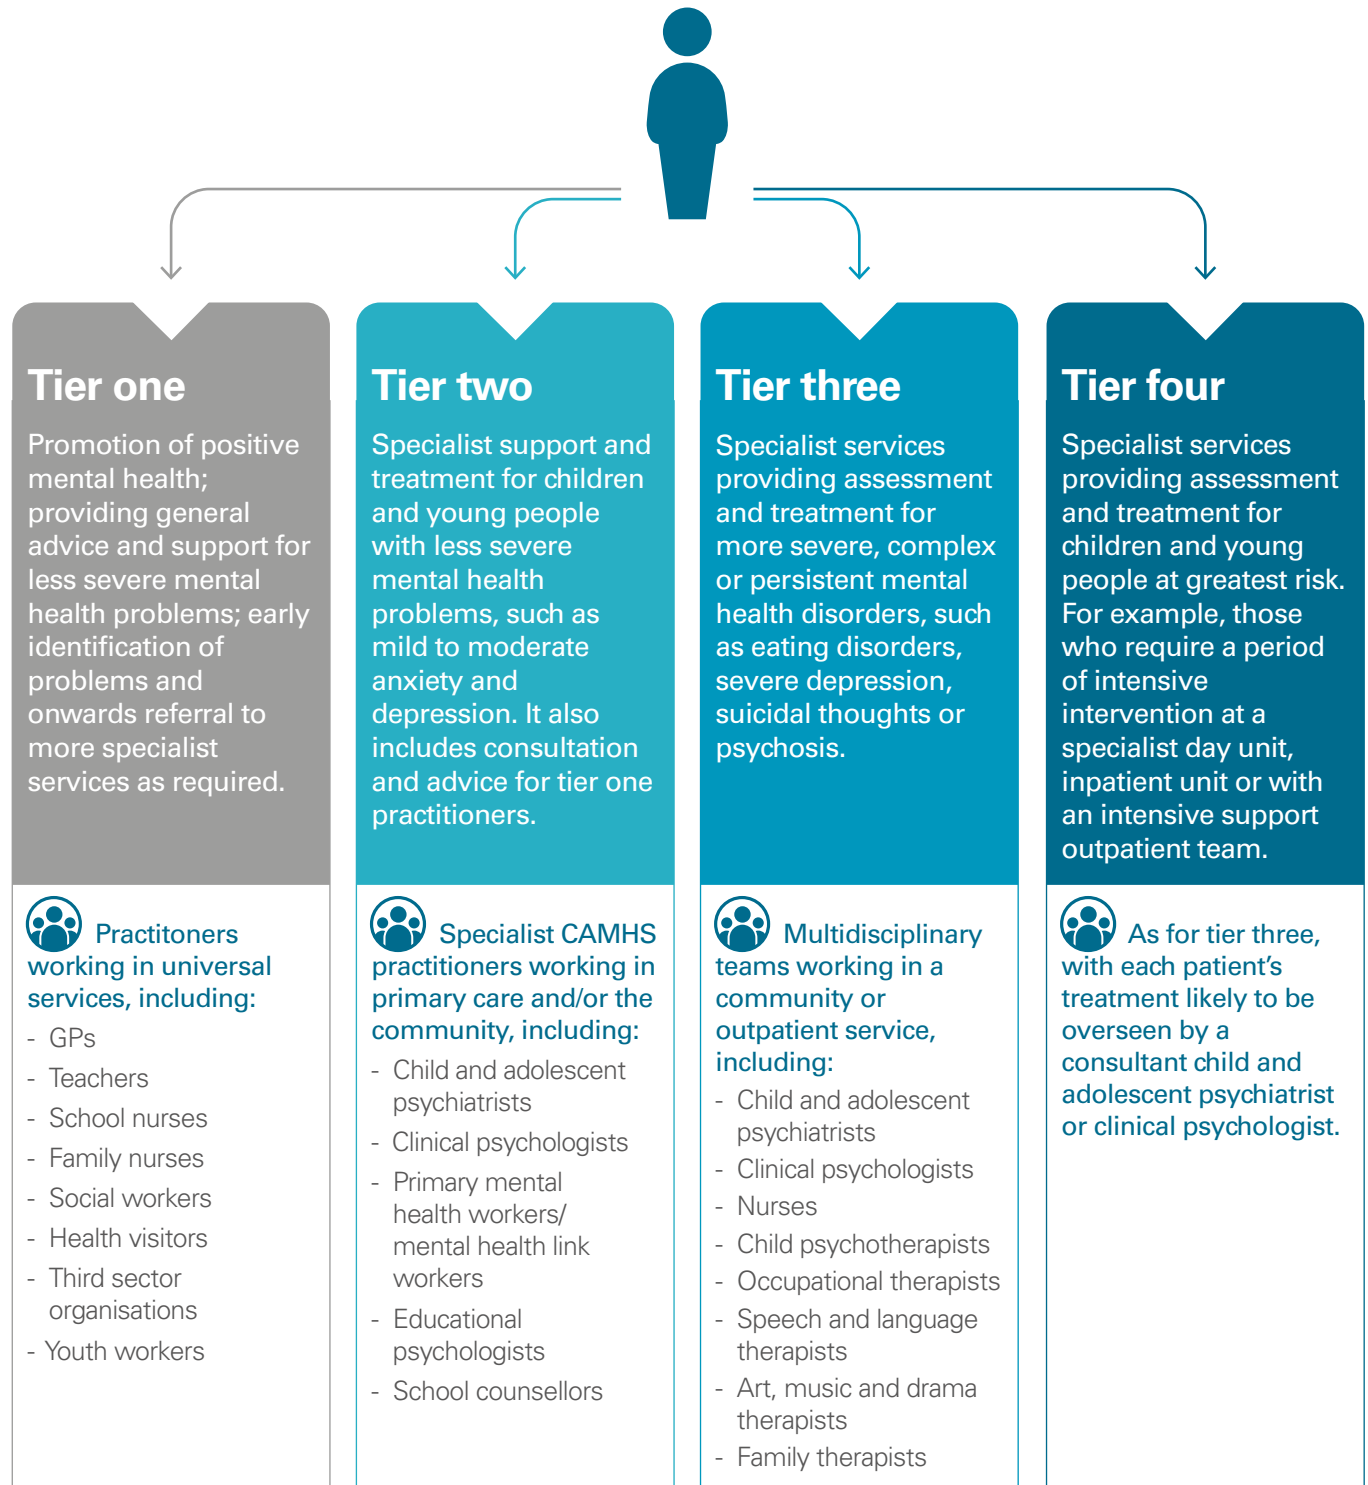 Tier one
Promotion of positive
mental health;
providing general
advice and support for
less severe mental
health problems; early
identification of
problems and
onwards referral to
more specialist
services as required.
Practitoners
working in universal
services, including:
- GPs
- Teachers
- School nurses
- Family nurses
- Social workers
- Health visitors
- Third sector
organisations
- Youth workers
Tier two
Specialist support and
treatment for children
and young people
with less severe
mental health
problems, such as
mild to moderate
anxiety and
depression. It also
includes consultation
and advice for tier one
practitioners.
Specialist CAMHS
practitioners working in
primary care and/or the
community, including:
- Child and adolescent
psychiatrists
- Clinical psychologists
- Primary mental
health workers/
mental health link
workers
- Educational
psychologists
- School counsellors
Tier three
Specialist services
providing assessment
and treatment for
more severe, complex
or persistent mental
health disorders, such
as eating disorders,
severe depression,
suicidal thoughts or
psychosis.
Multidisciplinary
teams working in a
community or
outpatient service,
including:
- Child and adolescent
psychiatrists
- Clinical psychologists
- Nurses
- Child psychotherapists
- Occupational therapists
- Speech and language
therapists
- Art, music and drama
therapists
- Family therapists
Tier four
Specialist services
providing assessment
and treatment for
children and young
people at greatest risk.
For example, those
who require a period
of intensive
intervention at a
specialist day unit,
inpatient unit or with
an intensive support
outpatient team.
As for tier three,
with each patient’s
treatment likely to be
overseen by a
consultant child and
adolescent psychiatrist
or clinical psychologist.